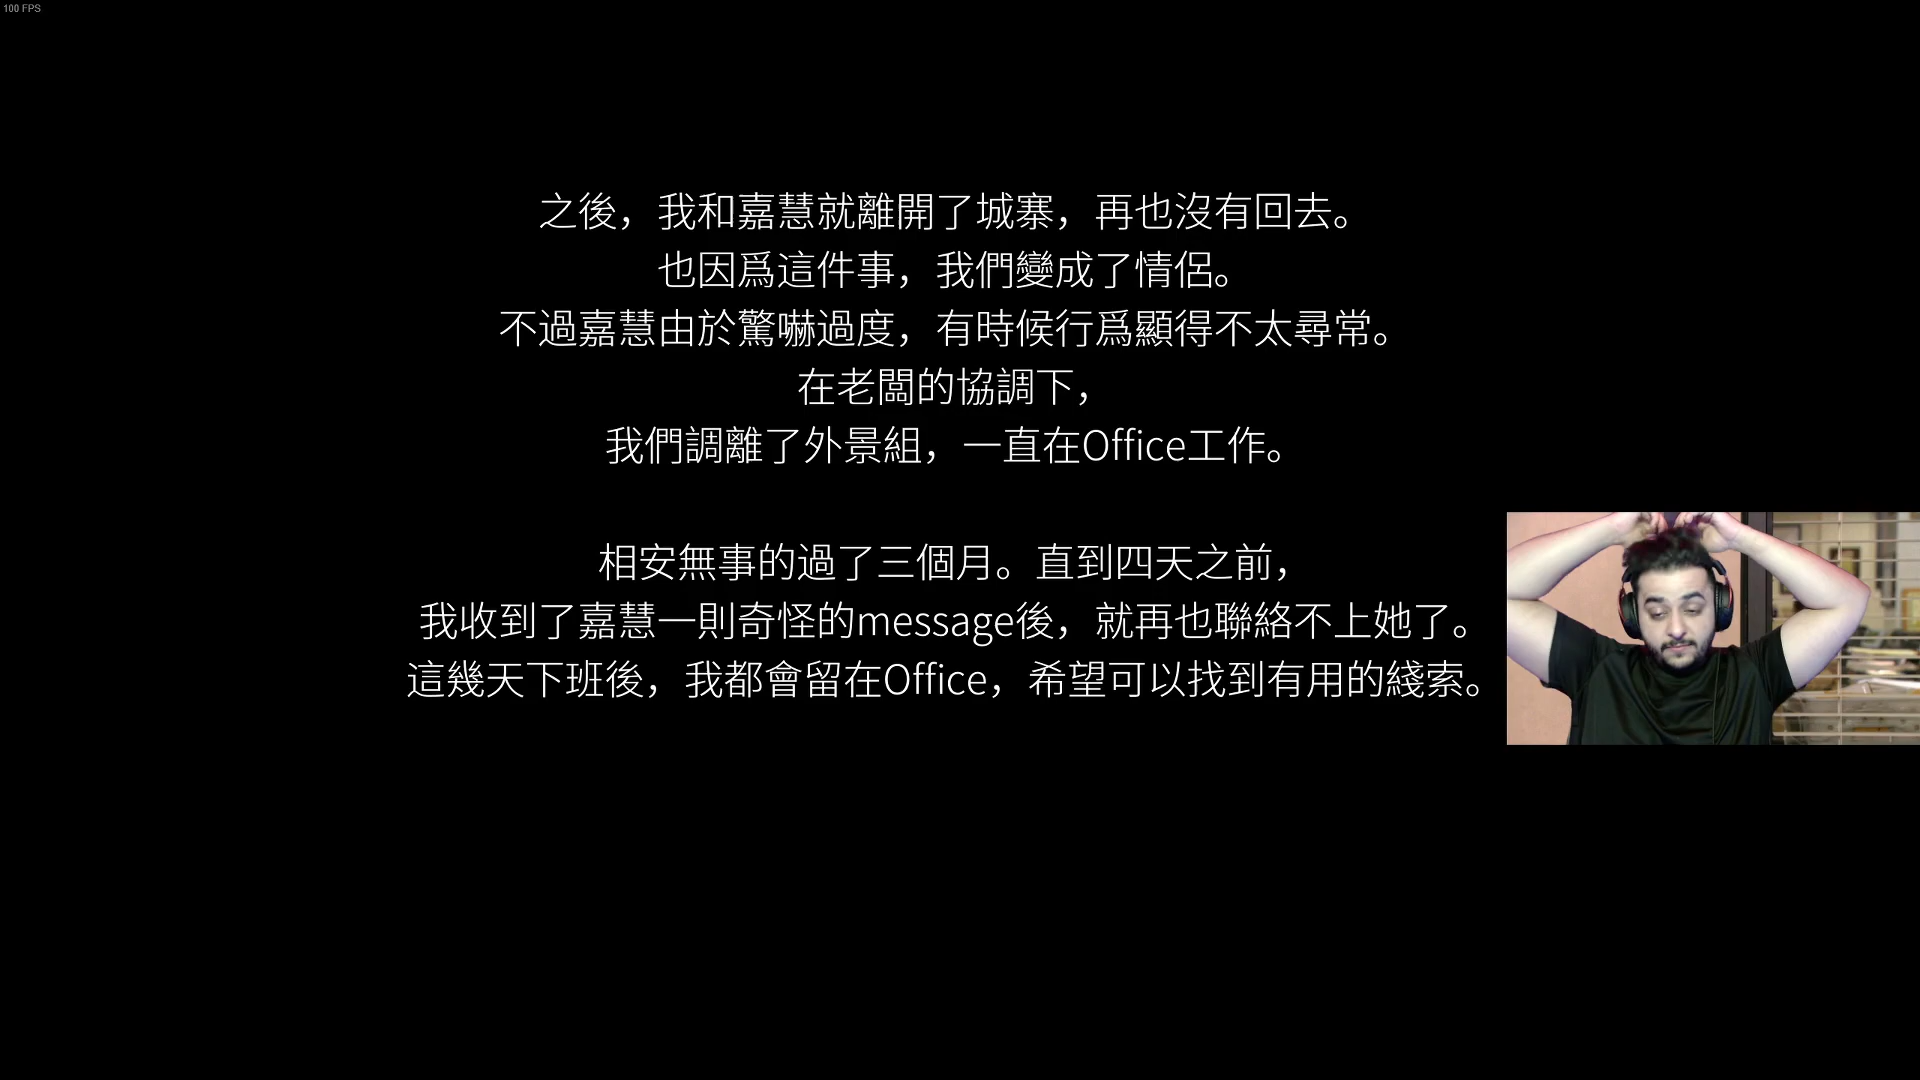 100 FPS
之後，我和嘉慧就離開了城寨，再也沒有回去。
也因爲這件事，我們變成了情侶。
不過嘉慧由於驚嚇過度，有時候行爲顯得不太尋常。
在老闆的協調下，
我們調離了外景組，一直在Office工作。
相安無事的過了三個月。直到四天之前，
我收到了嘉慧一則奇怪的message後，就再也聯絡不上她了。
這幾天下班後，我都會留在Office，希望可以找到有用的綫索。